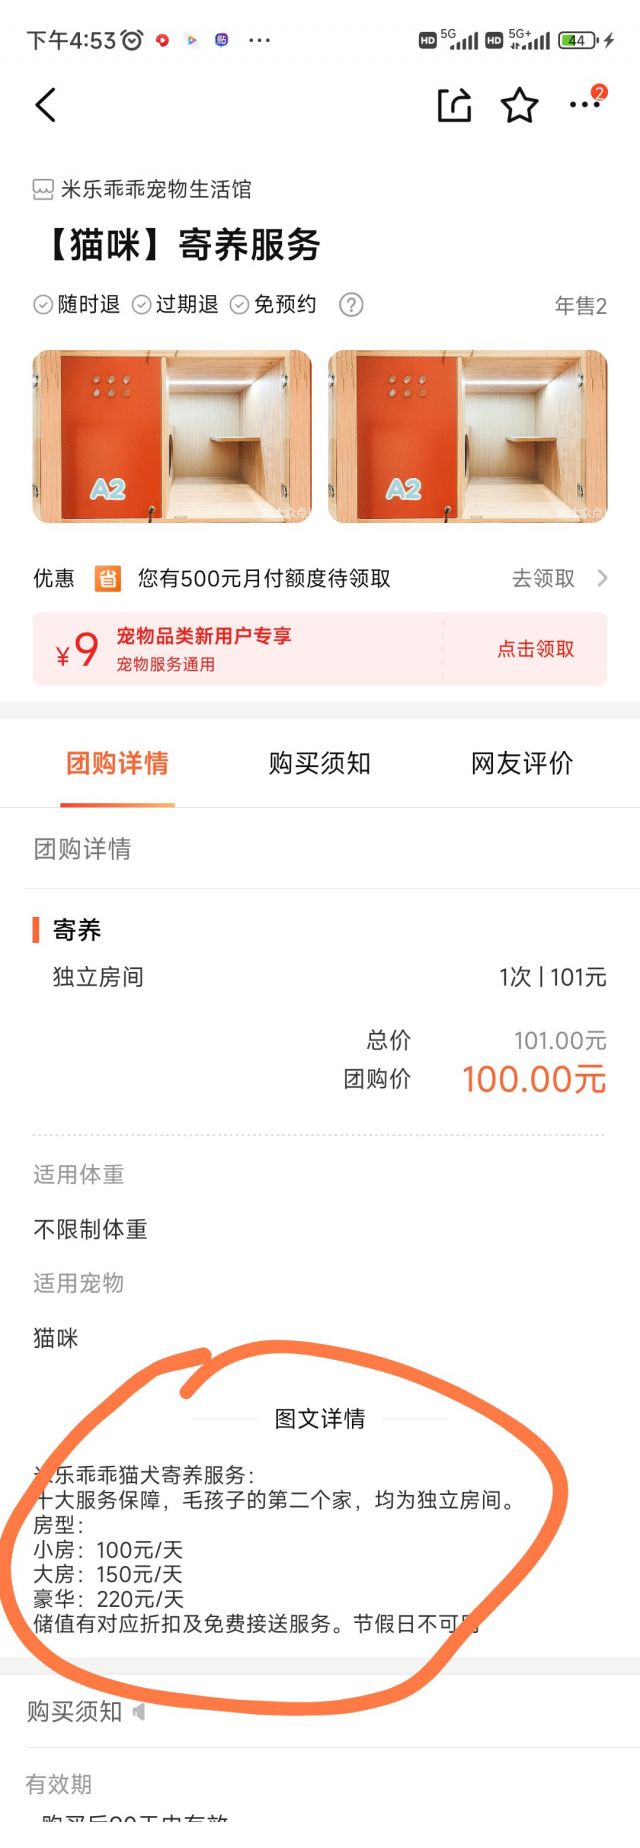 下午4:53
HD 5G HD 5G+ 44
2
米乐乖乖宠物生活馆
【猫咪】寄养服务
随时退 过期退 免预约 ? 年售2
A2 A2
优惠 省 您有500元月付额度待领取 去领取
¥9 宠物品类新用户专享 点击领取
宠物服务通用
团购详情 购买须知 网友评价
团购详情
寄养
独立房间 1次 | 101元
总价 101.00元
团购价 100.00元
适用体重
不限制体重
适用宠物
猫咪
图文详情
米乐乖乖猫犬寄养服务：
十大服务保障，毛孩子的第二个家，均为独立房间。
房型：
小房：100元/天
大房：150元/天
豪华：220元/天
储值有对应折扣及免费接送服务。节假日不可
购买须知
有效期